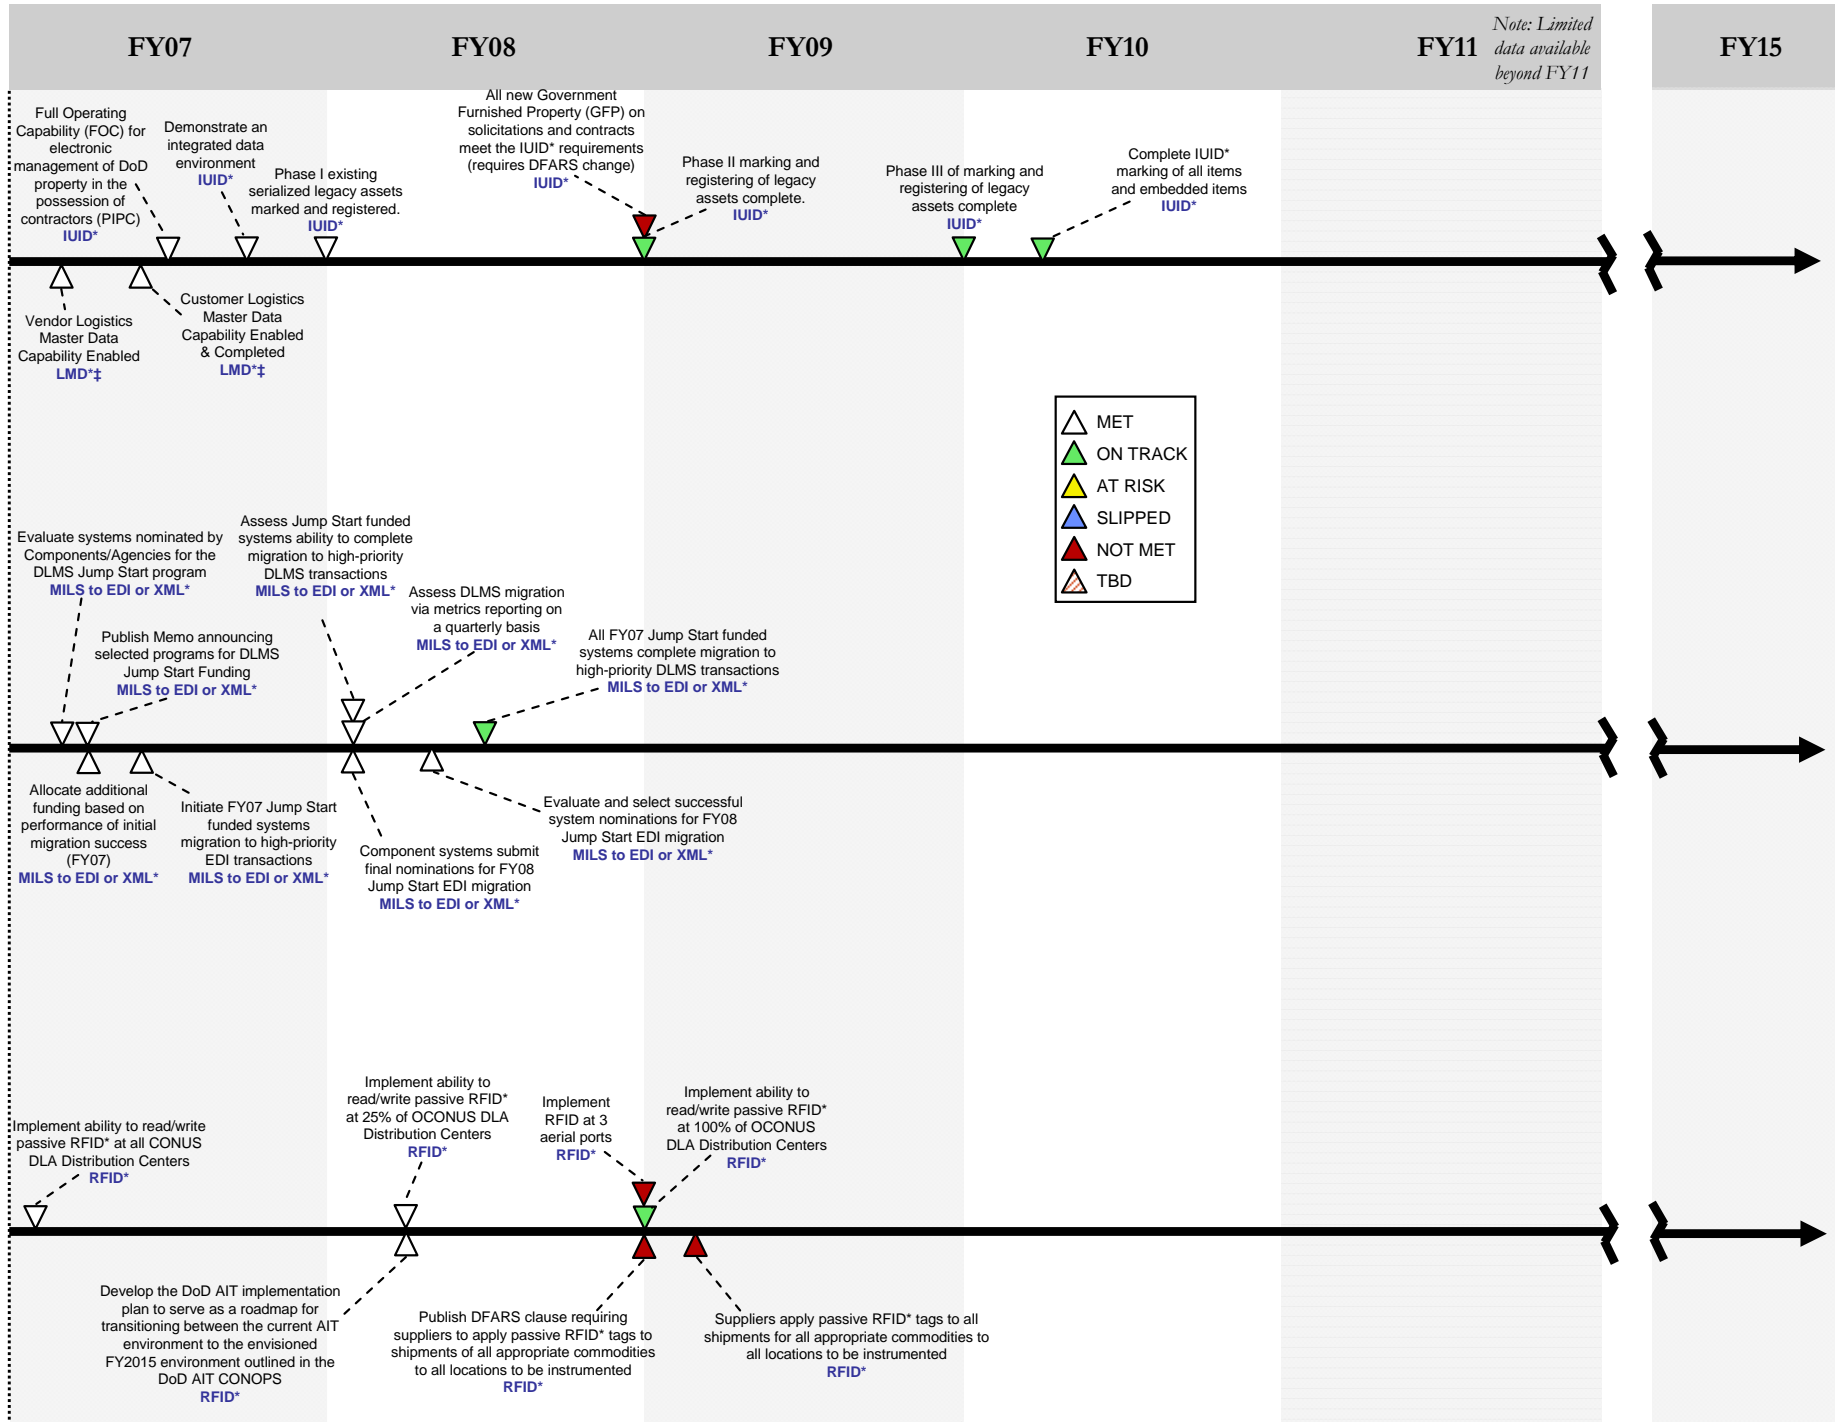 FY07
FY08
FY09
FY10
FY11
Note: Limited
data available
beyond FY11
FY15
Full Operating
Capability (FOC) for
electronic
management of DoD
property in the
possession of
contractors (PIPC)
IUID*
Demonstrate an
integrated data
environment
IUID*
Phase I existing
serialized legacy assets
marked and registered.
IUID*
All new Government
Furnished Property (GFP) on
solicitations and contracts
meet the IUID* requirements
(requires DFARS change)
IUID*
Phase II marking and
registering of legacy
assets complete.
IUID*
Phase III of marking and
registering of legacy
assets complete
IUID*
Complete IUID*
marking of all items
and embedded items
IUID*
Vendor Logistics
Master Data
Capability Enabled
LMD*‡
Customer Logistics
Master Data
Capability Enabled
& Completed
LMD*‡
MET
ON TRACK
AT RISK
SLIPPED
NOT MET
TBD
Evaluate systems nominated by
Components/Agencies for the
DLMS Jump Start program
MILS to EDI or XML*
Publish Memo announcing
selected programs for DLMS
Jump Start Funding
MILS to EDI or XML*
Assess Jump Start funded
systems ability to complete
migration to high-priority
DLMS transactions
MILS to EDI or XML*
Assess DLMS migration
via metrics reporting on
a quarterly basis
MILS to EDI or XML*
All FY07 Jump Start funded
systems complete migration to
high-priority DLMS transactions
MILS to EDI or XML*
Allocate additional
funding based on
performance of initial
migration success
(FY07)
MILS to EDI or XML*
Initiate FY07 Jump Start
funded systems
migration to high-priority
EDI transactions
MILS to EDI or XML*
Component systems submit
final nominations for FY08
Jump Start EDI migration
MILS to EDI or XML*
Evaluate and select successful
system nominations for FY08
Jump Start EDI migration
MILS to EDI or XML*
Implement ability to read/write
passive RFID* at all CONUS
DLA Distribution Centers
RFID*
Implement ability to
read/write passive RFID*
at 25% of OCONUS DLA
Distribution Centers
RFID*
Implement
RFID at 3
aerial ports
RFID*
Implement ability to
read/write passive RFID*
at 100% of OCONUS
DLA Distribution Centers
RFID*
Develop the DoD AIT implementation
plan to serve as a roadmap for
transitioning between the current AIT
environment to the envisioned
FY2015 environment outlined in the
DoD AIT CONOPS
RFID*
Publish DFARS clause requiring
suppliers to apply passive RFID* tags to
shipments of all appropriate commodities
to all locations to be instrumented
RFID*
Suppliers apply passive RFID* tags to all
shipments for all appropriate commodities to
all locations to be instrumented
RFID*